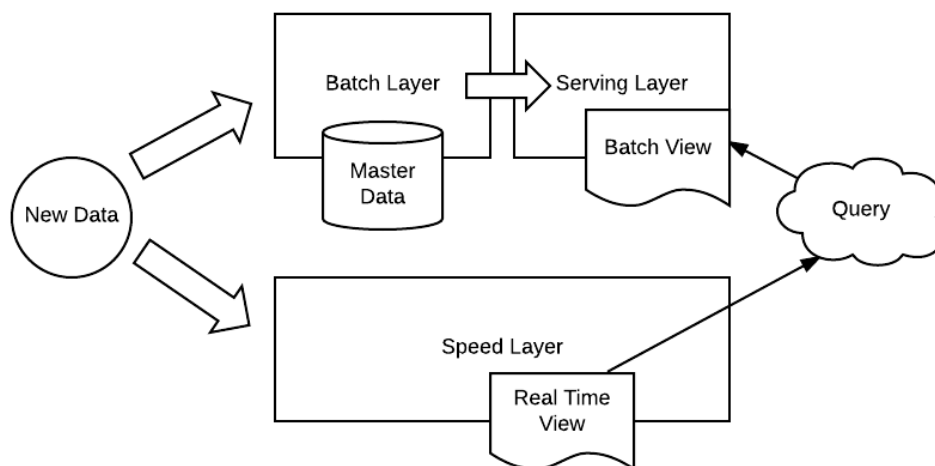 Batch Layer
Serving Layer
Master
Data
Batch View
New Data
Query
Speed Layer
Real Time
View